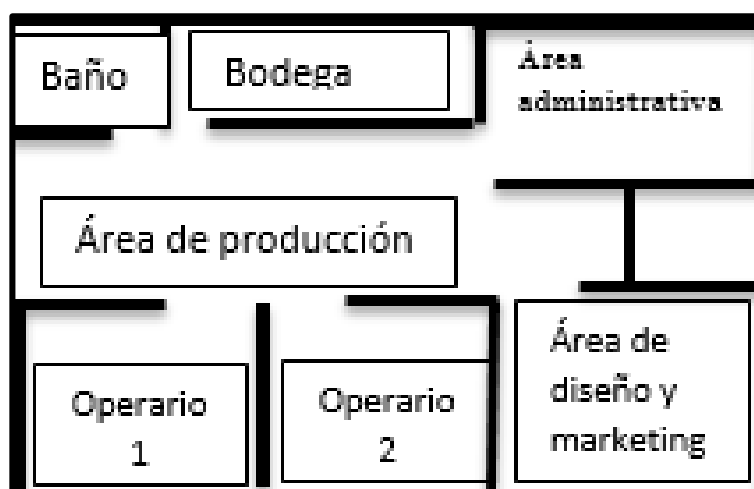 Baño
Bodega
Área
administrativa
Área de producción
Operario
1
Operario
2
Área de
diseño y
marketing